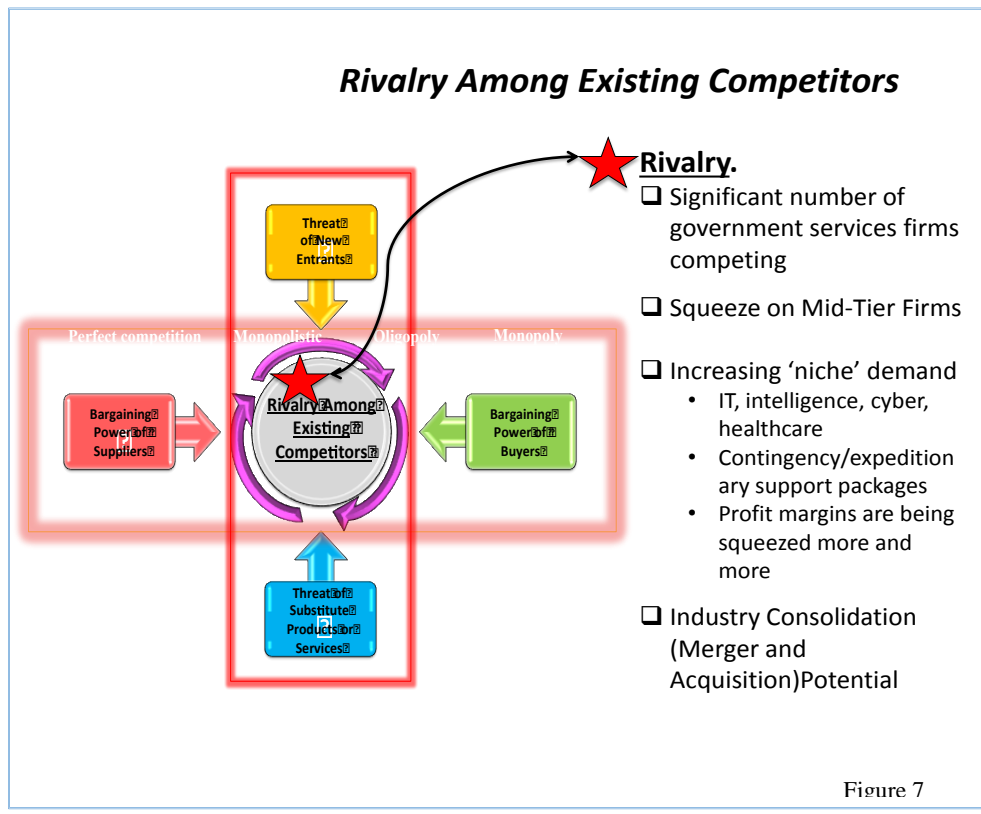 Rivalry Among Existing Competitors
Rivalry.
Significant number of
government services firms
competing
Squeeze on Mid-Tier Firms
Increasing ‘niche’ demand
• IT, intelligence, cyber,
healthcare
• Contingency/expedition
ary support packages
• Profit margins are being
squeezed more and
more
Industry Consolidation
(Merger and
Acquisition)Potential
Threat
of New
Entrants
Perfect competition Monopolistic Oligopoly Monopoly
Bargaining
Power of
Suppliers
Rivalry Among
Existing
Competitors
Bargaining
Power of
Buyers
Threat of
Substitute
Products or
Services
Figure 7